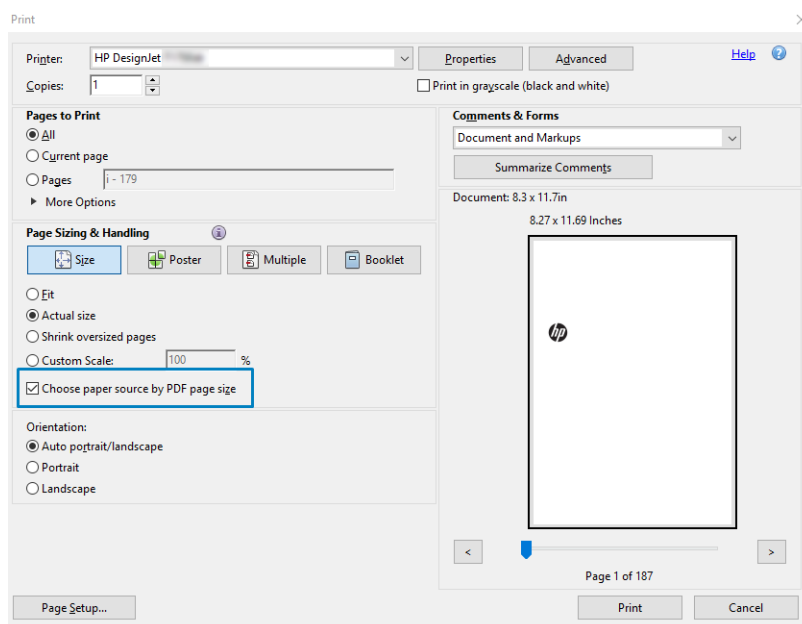 Print
Printer: HP DesignJet
Properties
Advanced
Help
Copies: 1
Print in grayscale (black and white)
Pages to Print
All
Current page
Pages i - 179
More Options
Comments & Forms
Document and Markups
Summarize Comments
Page Sizing & Handling
Size
Poster
Multiple
Booklet
Fit
Actual size
Shrink oversized pages
Custom Scale: 100 %
Choose paper source by PDF page size
Orientation:
Auto portrait/landscape
Portrait
Landscape
Document: 8.3 x 11.7in
8.27 x 11.69 Inches
hp
<
>
Page 1 of 187
Page Setup...
Print
Cancel